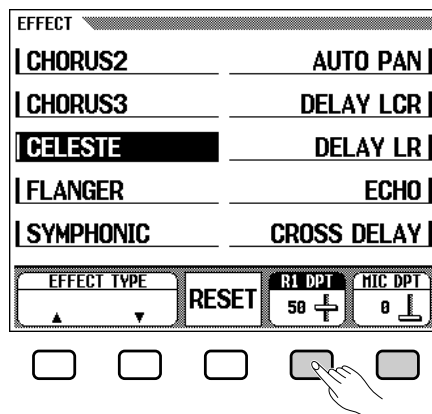 EFFECT
CHORUS2 AUTO PAN
CHORUS3 DELAY LCR
CELESTE DELAY LR
FLANGER ECHO
SYMPHONIC CROSS DELAY
EFFECT TYPE RESET R1 DPT MIC DPT
50 0